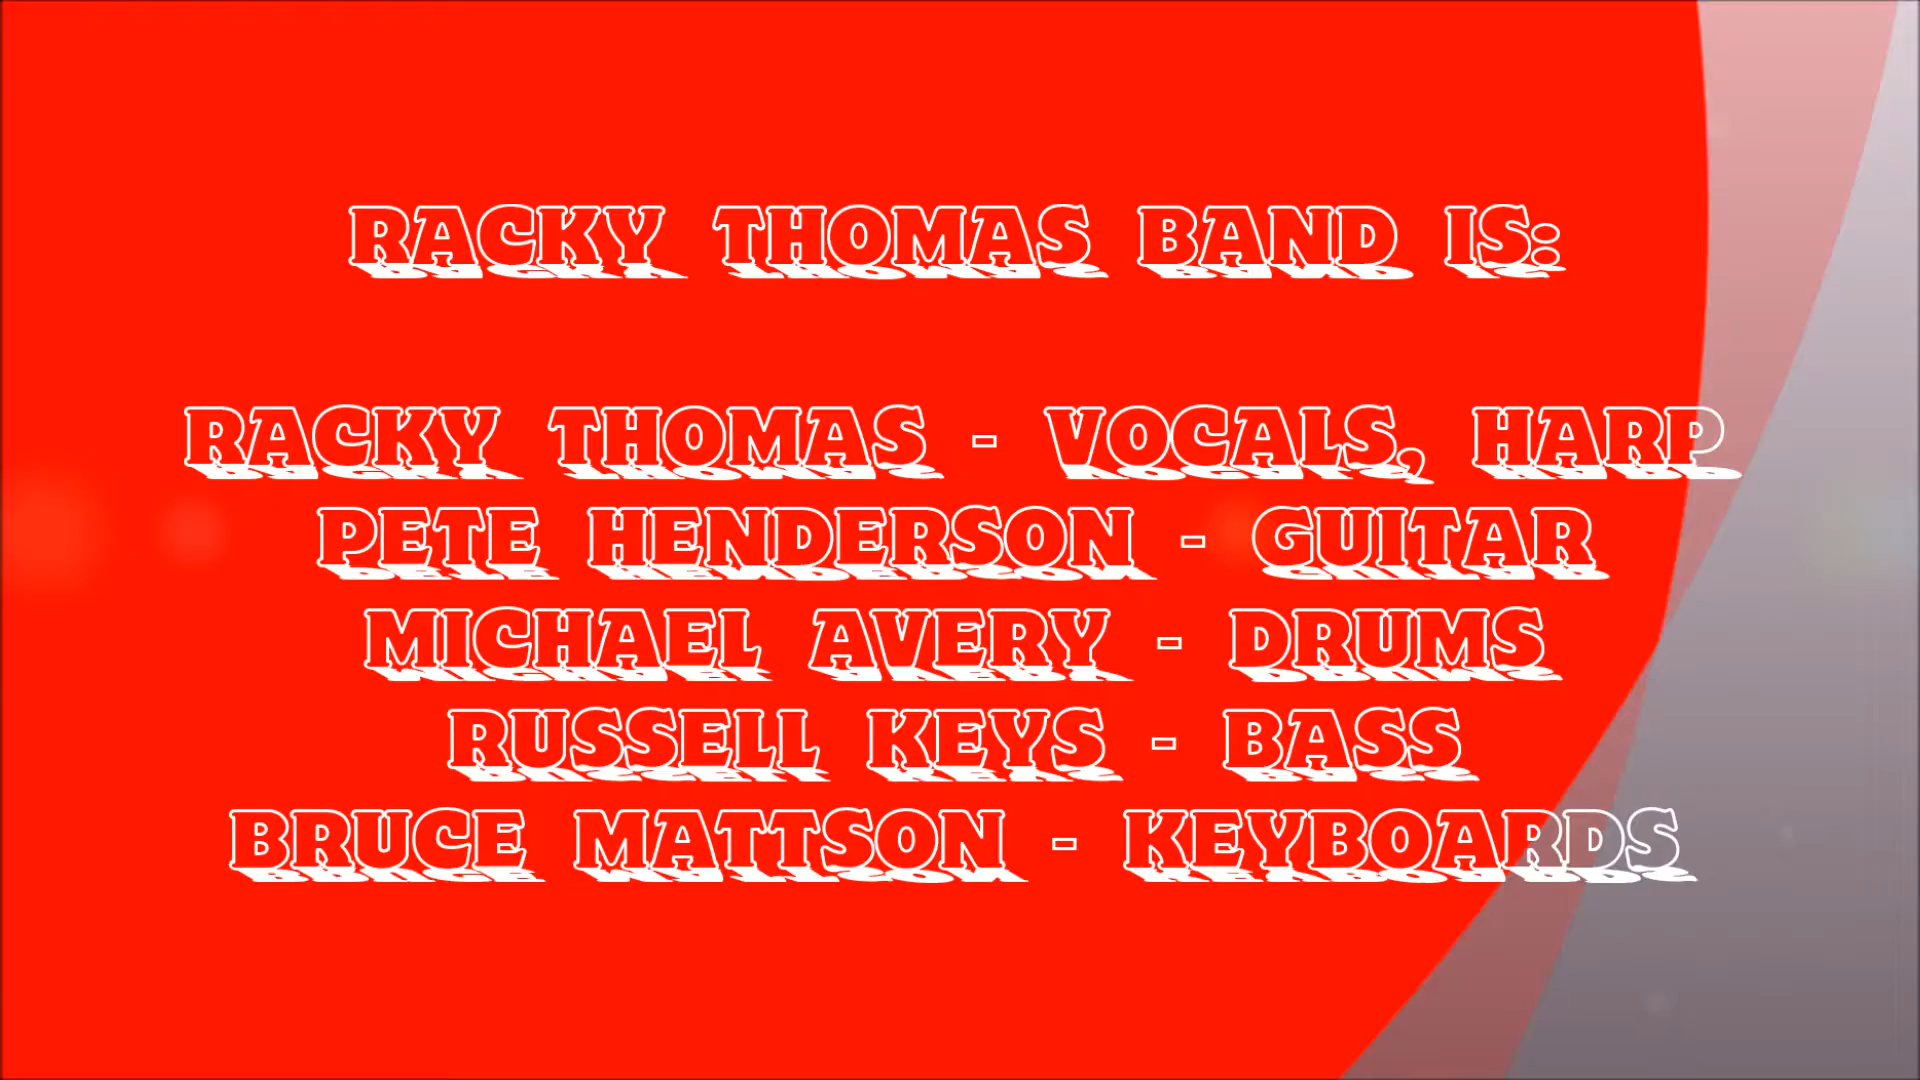 RACKY THOMAS BAND IS:
RACKY THOMAS - VOCALS, HARP
PETE HENDERSON - GUITAR
MICHAEL AVERY - DRUMS
RUSSELL KEYS - BASS
BRUCE MATTSON - KEYBOARDS